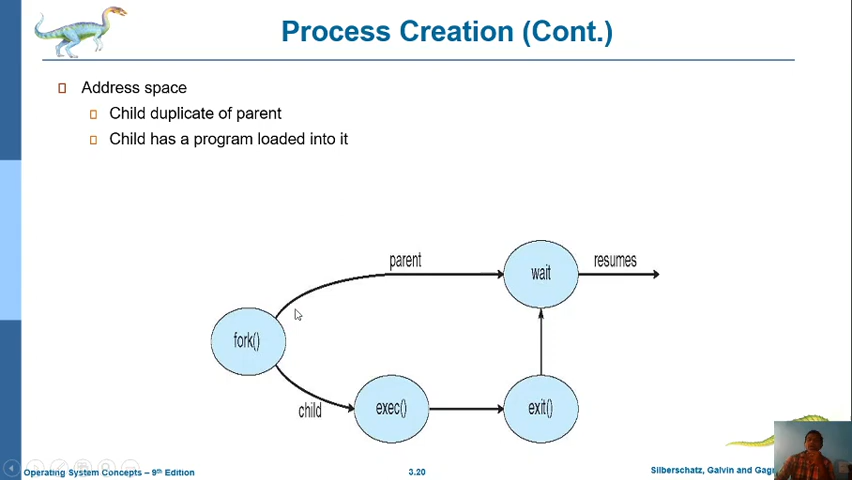 Process Creation (Cont.)
Address space
Child duplicate of parent
Child has a program loaded into it
parent
wait
resumes
fork()
child
exec()
exit()
Operating System Concepts – 9th Edition
3.20
Silberschatz, Galvin and